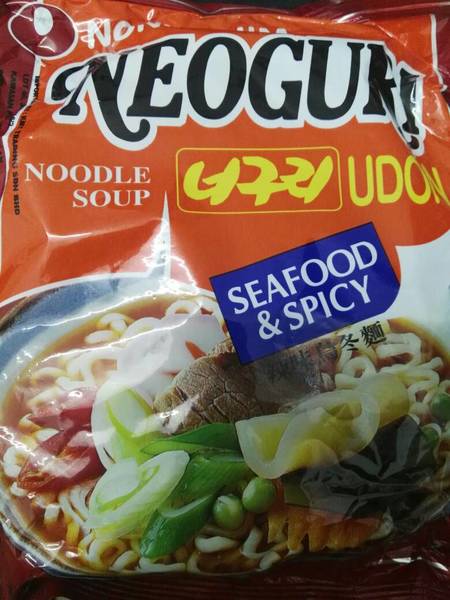 NEOGURI
NOODLE
SOUP
너구리 UDON
SEAFOOD
& SPICY